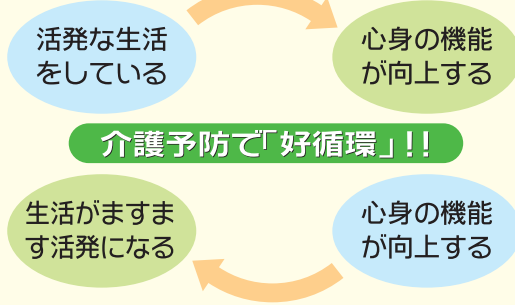 活発な生活
をしている
心身の機能
が向上する
介護予防で「好循環」!!
生活がますま
す活発になる
心身の機能
が向上する